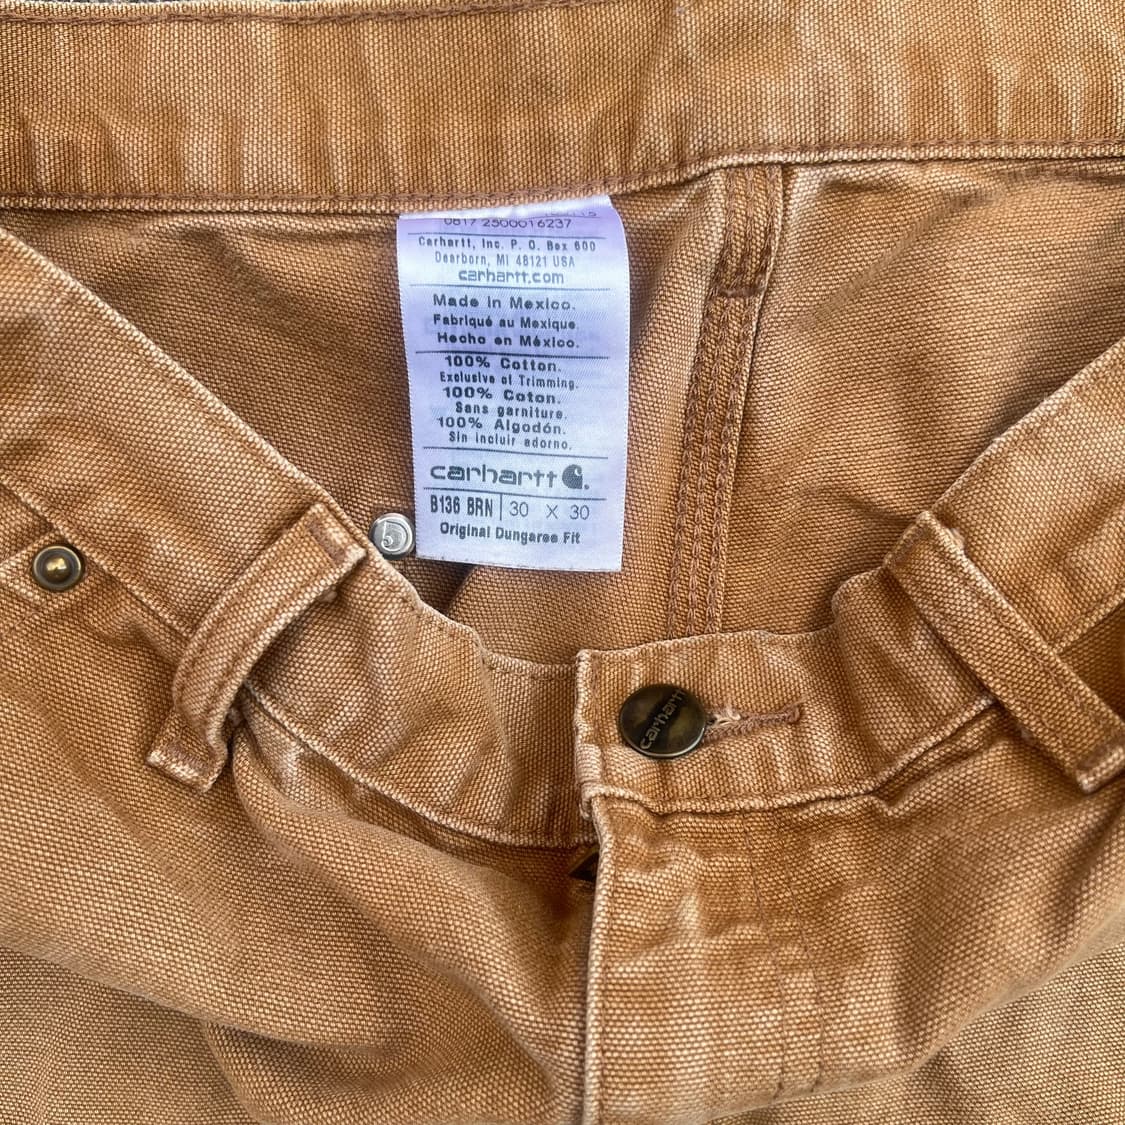 0817 2500016237
Carhartt, Inc. P. O. Box 600
Dearborn, MI 48121 USA
carhartt.com
Made in Mexico.
Fabriqué au Mexique.
Hecho en México.
100% Cotton.
Exclusive of Trimming.
100% Coton.
Sans garniture.
100% Algodón.
Sin incluir adorno.
carhartt
B136 BRN 30 X 30
Original Dungaree Fit
carhartt